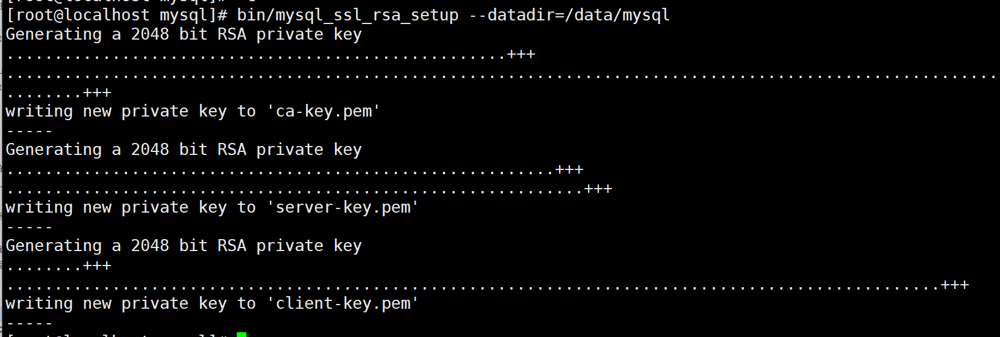 [root@localhost mysql]# bin/mysql_ssl_rsa_setup --datadir=/data/mysql
Generating a 2048 bit RSA private key
....................................................+++
.......................................................................................................
........+++
writing new private key to 'ca-key.pem'
-----
Generating a 2048 bit RSA private key
.........................................................+++
............................................................+++
writing new private key to 'server-key.pem'
-----
Generating a 2048 bit RSA private key
........+++
.................................................................................................+++
writing new private key to 'client-key.pem'
-----